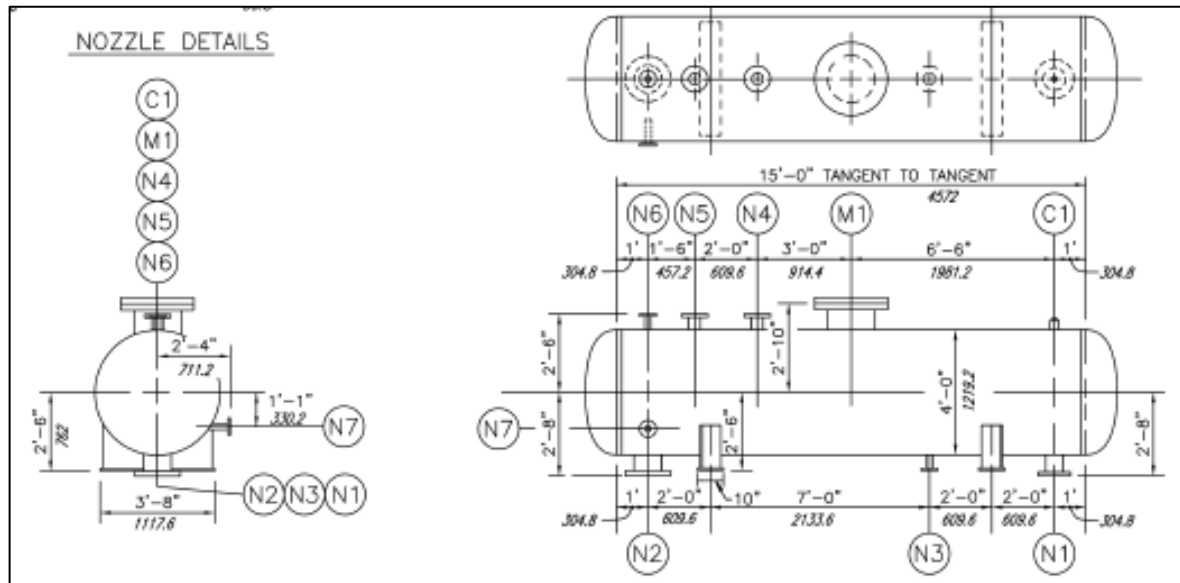 NOZZLE DETAILS
C1
M1
N4
N5
N6
2'-4"
711.2
1'-1"
330.2
N7
2'-6"
762
N2 N3 N1
3'-8"
1117.6
15'-0" TANGENT TO TANGENT
4572
N6 N5 N4 M1 C1
1' 1'-6" 2'-0" 3'-0" 6'-6" 1'
304.8 457.2 609.6 914.4 1981.2 304.8
2'-6"
2'-10"
4'-0"
1219.2
N7
2'-8"
2'-6"
2'-8"
10"
1' 2'-0" 7'-0" 2'-0" 2'-0" 1'
304.8 609.6 2133.6 609.6 609.6 304.8
N2 N3 N1